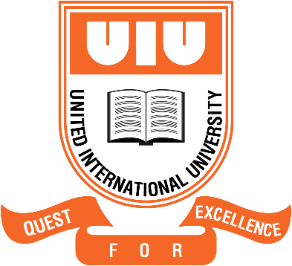 UIU
UNITED INTERNATIONAL UNIVERSITY
QUEST
FOR
EXCELLENCE